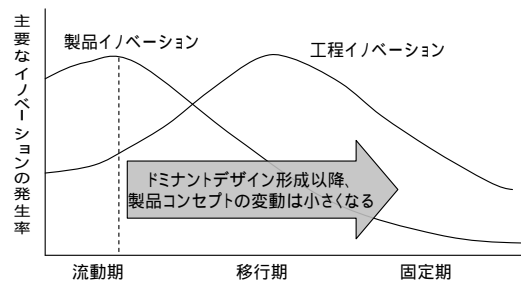 主要なイノベーションの発生率
製品イノベーション
工程イノベーション
ドミナントデザイン形成以降、
製品コンセプトの変動は小さくなる
流動期
移行期
固定期